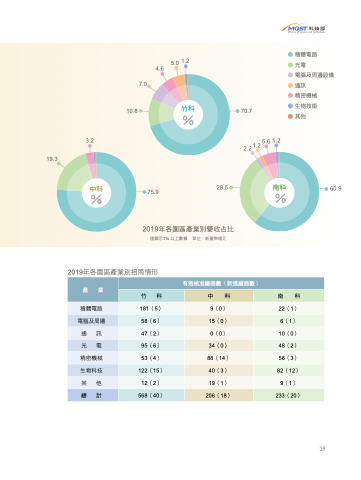 MOST 科技部
積體電路
光電
電腦及周邊設備
通訊
精密機械
生物技術
其他
竹科
%
4.6
5.0
1.2
7.0
10.8
70.7
中科
%
3.2
19.3
75.9
南科
%
2.2
1.2
5.6
1.2
28.5
60.9
2019年各園區產業別營收占比
2019年各園區產業別招商情形
產 業
有效核准廠商數（新進廠商數）
竹 科 中 科 南 科
積體電路 181（5） 9（0） 22（1）
電腦及周邊 58（6） 15（0） 6（1）
通 訊 47（2） 0（0） 10（0）
光 電 95（6） 34（0） 48（2）
精密機械 53（4） 88（14） 56（3）
生物科技 122（15） 40（3） 82（12）
其 他 12（2） 19（1） 9（1）
總 計 568（40） 206（18） 233（20）